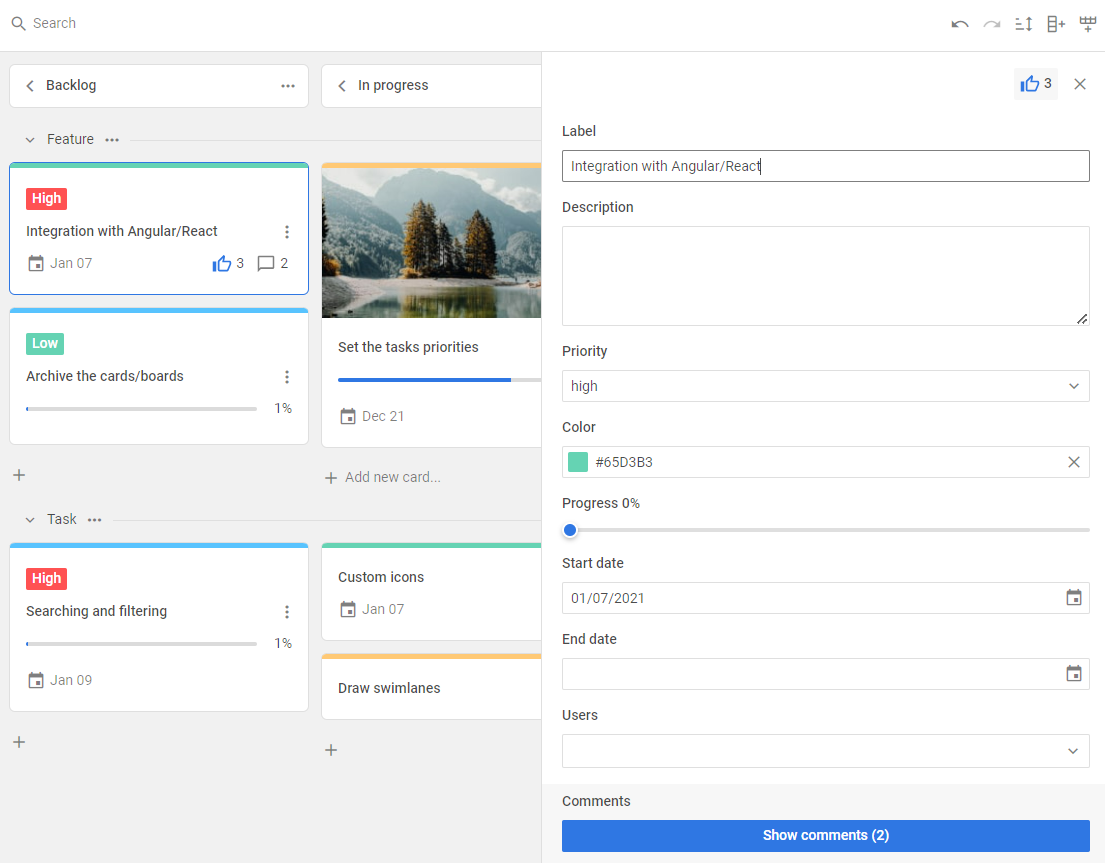 Search
Backlog
In progress
Feature
High
Integration with Angular/React
Jan 07
3
2
Low
Archive the cards/boards
1%
Set the tasks priorities
Dec 21
Add new card...
Task
High
Searching and filtering
1%
Jan 09
Custom icons
Jan 07
Draw swimlanes
3
Label
Integration with Angular/React
Description
Priority
high
Color
#65D3B3
Progress 0%
Start date
01/07/2021
End date
Users
Comments
Show comments (2)